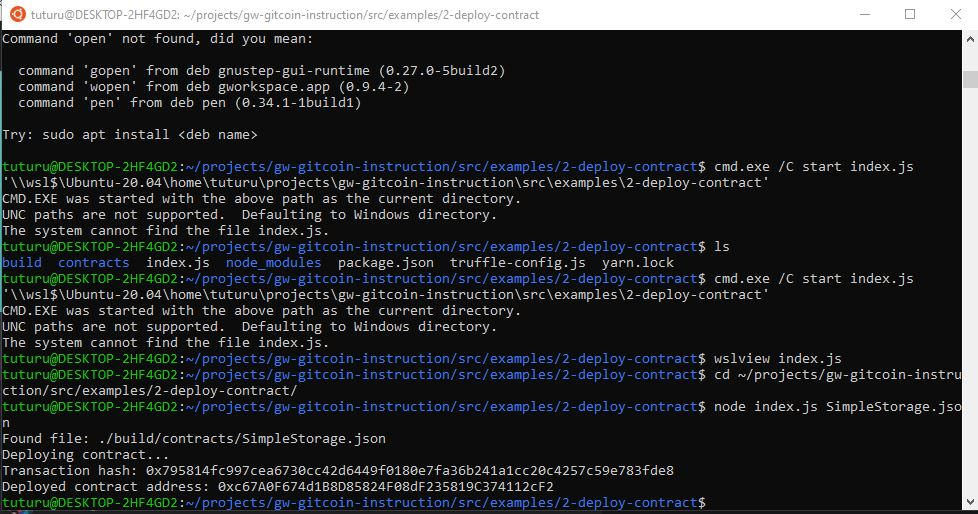 tuturu@DESKTOP-2HF4GD2: ~/projects/gw-gitcoin-instruction/src/examples/2-deploy-contract
Command 'open' not found, did you mean:
command 'gopen' from deb gnustep-gui-runtime (0.27.0-5build2)
command 'wopen' from deb gworkspace.app (0.9.4-2)
command 'pen' from deb pen (0.34.1-1build1)
Try: sudo apt install <deb name>
tuturu@DESKTOP-2HF4GD2:~/projects/gw-gitcoin-instruction/src/examples/2-deploy-contract$ cmd.exe /C start index.js
'\\wsl$\Ubuntu-20.04\home\tuturu\projects\gw-gitcoin-instruction\src\examples\2-deploy-contract'
CMD.EXE was started with the above path as the current directory.
UNC paths are not supported.  Defaulting to Windows directory.
The system cannot find the file index.js.
tuturu@DESKTOP-2HF4GD2:~/projects/gw-gitcoin-instruction/src/examples/2-deploy-contract$ ls
build  contracts  index.js  node_modules  package.json  truffle-config.js  yarn.lock
tuturu@DESKTOP-2HF4GD2:~/projects/gw-gitcoin-instruction/src/examples/2-deploy-contract$ cmd.exe /C start index.js
'\\wsl$\Ubuntu-20.04\home\tuturu\projects\gw-gitcoin-instruction\src\examples\2-deploy-contract'
CMD.EXE was started with the above path as the current directory.
UNC paths are not supported.  Defaulting to Windows directory.
The system cannot find the file index.js.
tuturu@DESKTOP-2HF4GD2:~/projects/gw-gitcoin-instruction/src/examples/2-deploy-contract$ wslview index.js
tuturu@DESKTOP-2HF4GD2:~/projects/gw-gitcoin-instruction/src/examples/2-deploy-contract$ cd ~/projects/gw-gitcoin-instru
ction/src/examples/2-deploy-contract/
tuturu@DESKTOP-2HF4GD2:~/projects/gw-gitcoin-instruction/src/examples/2-deploy-contract$ node index.js SimpleStorage.jso
n
Found file: ./build/contracts/SimpleStorage.json
Deploying contract...
Transaction hash: 0x795814fc997cea6730cc42d6449f0180e7fa36b241a1cc20c4257c59e783fde8
Deployed contract address: 0xc67A0F674d1B8D85824F08dF235819C374112cF2
tuturu@DESKTOP-2HF4GD2:~/projects/gw-gitcoin-instruction/src/examples/2-deploy-contract$